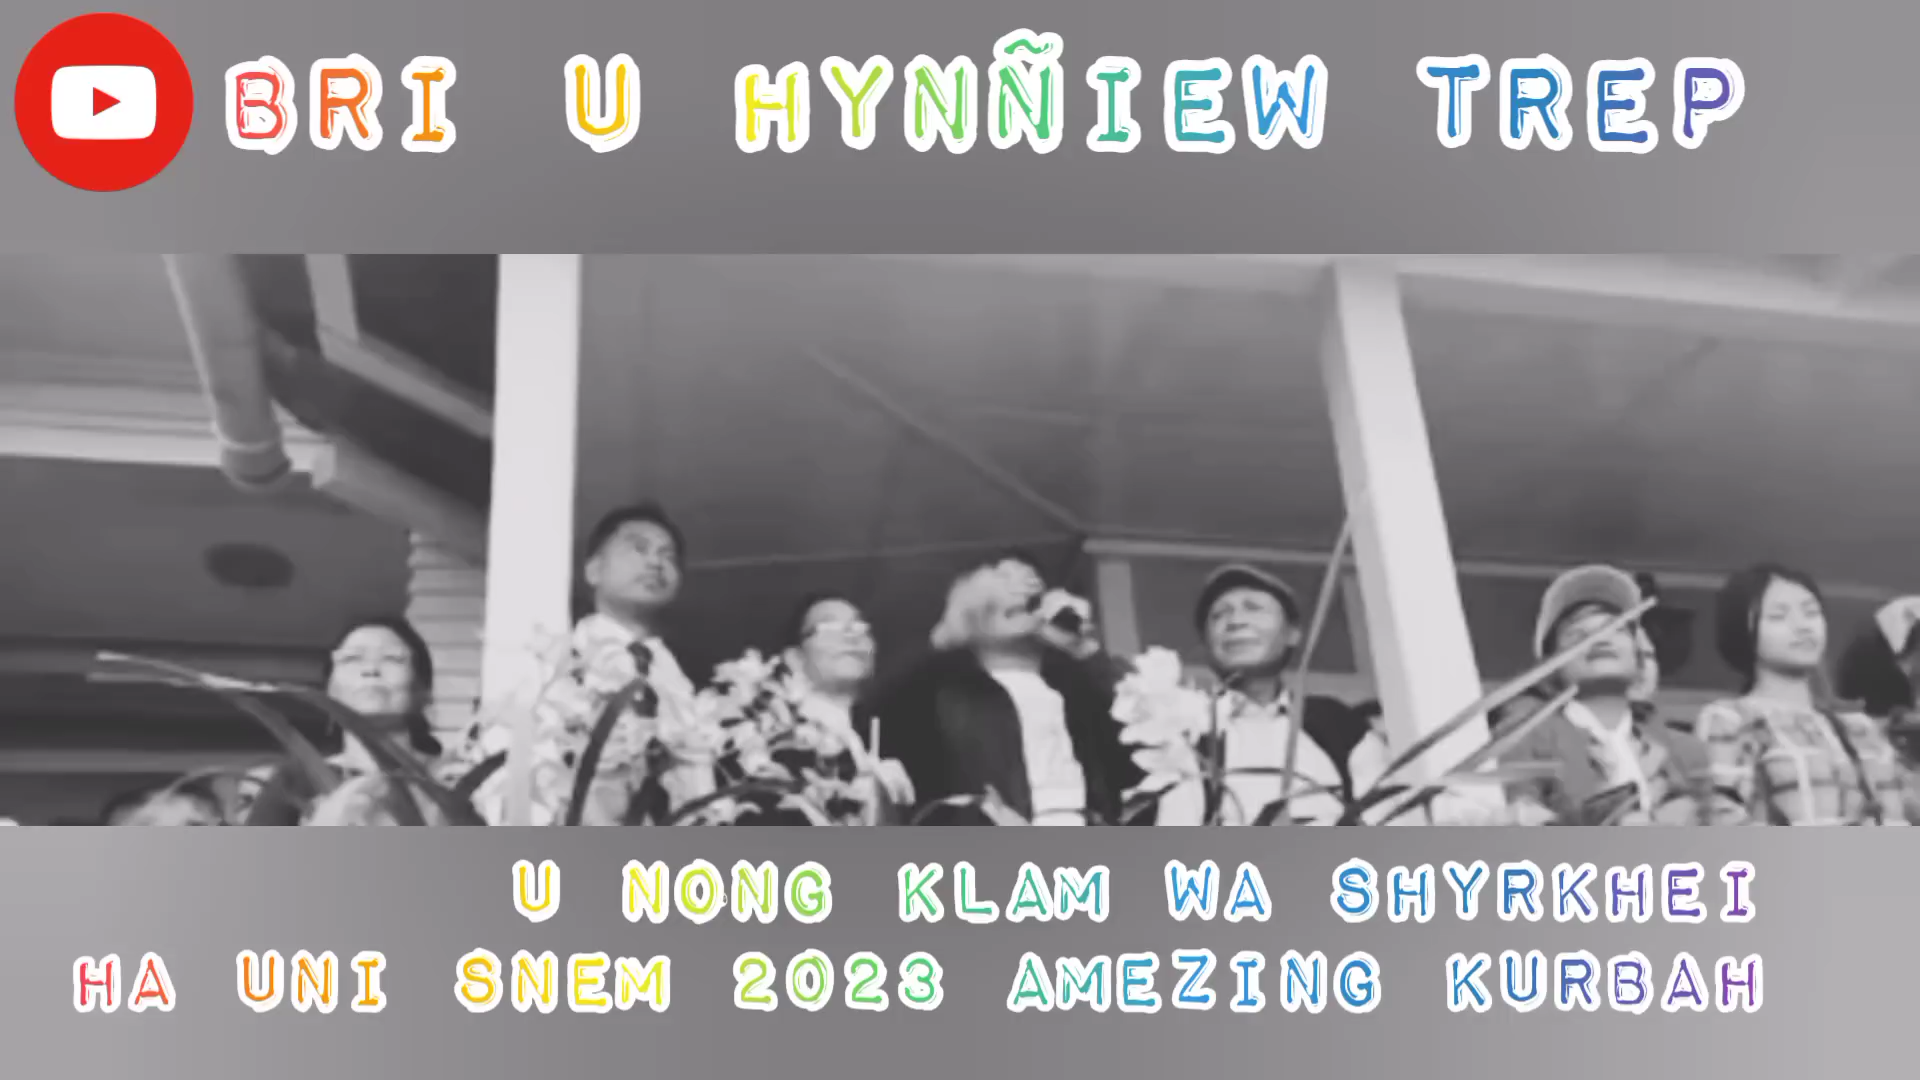 BRI U HYNÑIEW TREP
U NONG KLAM WA SHYRKHEI
HA UNI SNEM 2023 AMEZING KURBAH